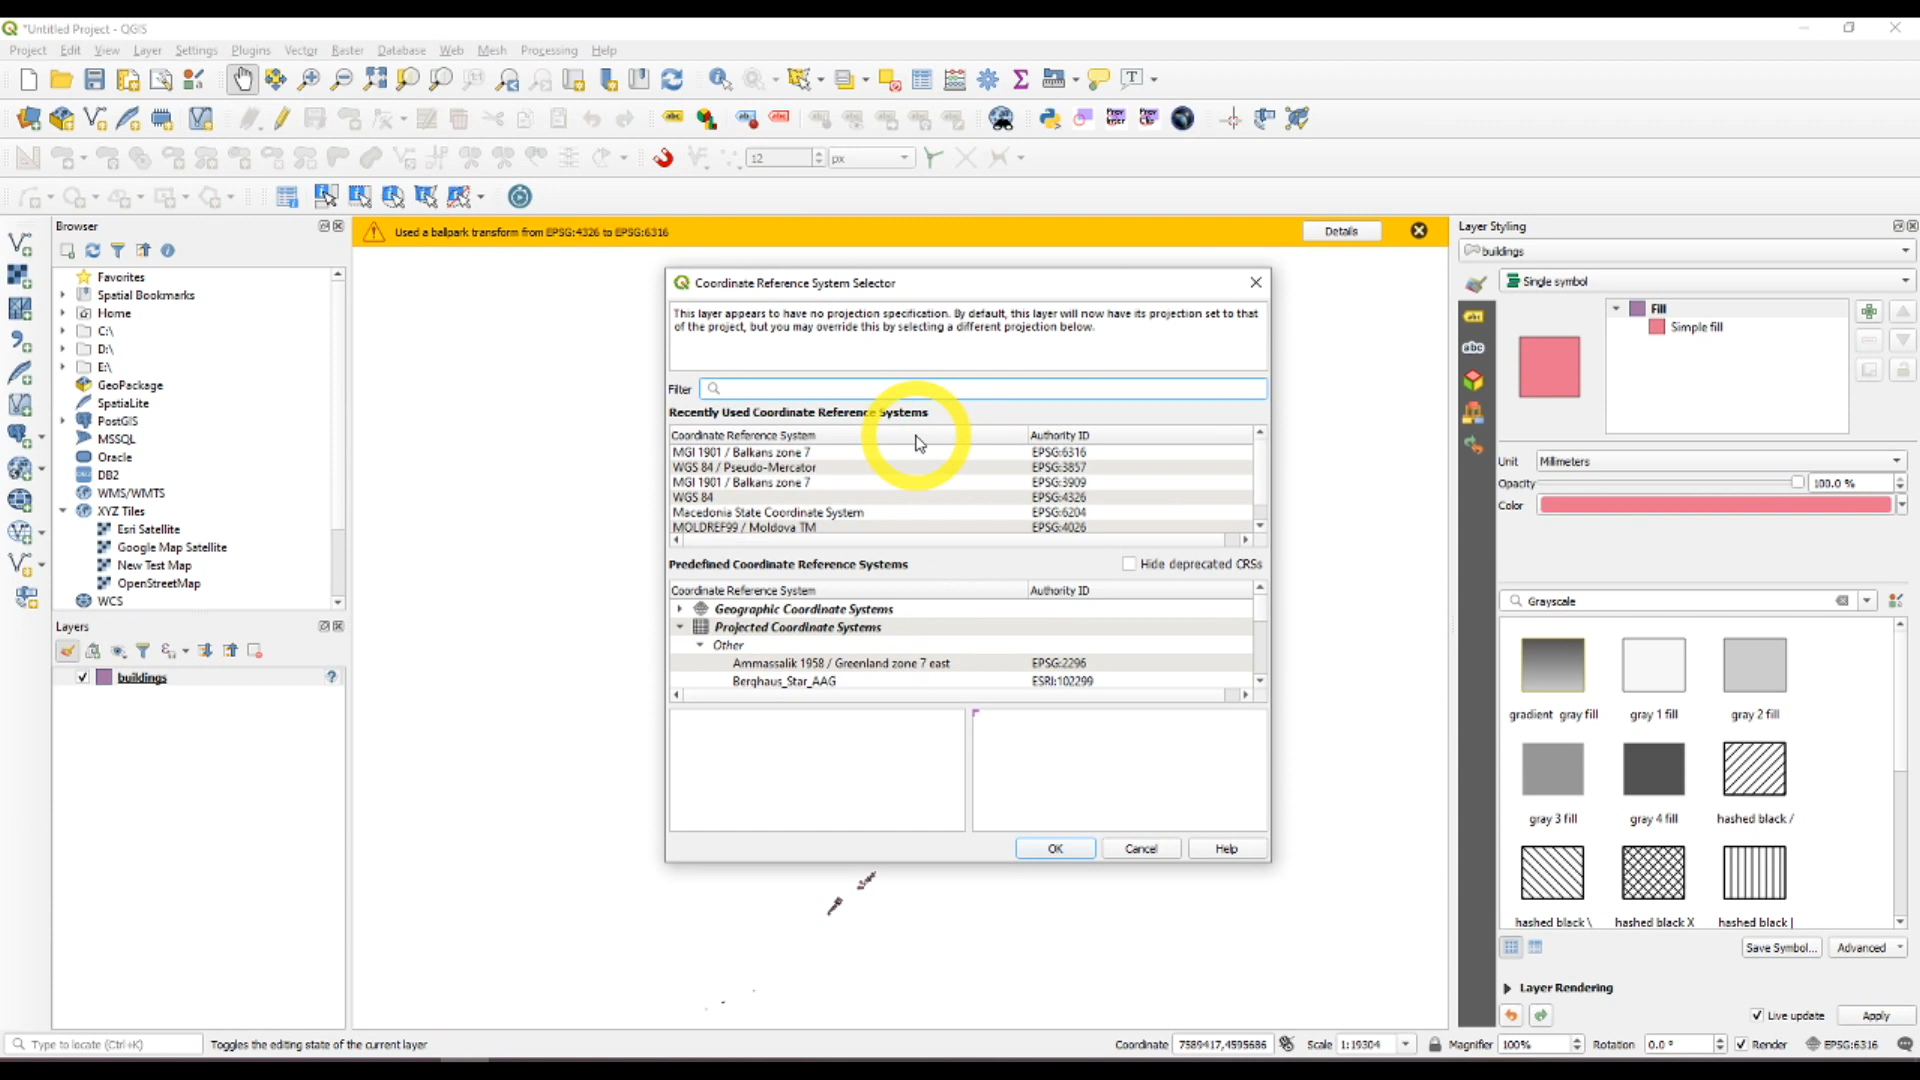 *Untitled Project - QGIS
Project Edit View Layer Settings Plugins Vector Raster Database Web Mesh Processing Help
12 px
Browser
Used a ballpark transform from EPSG:4326 to EPSG:6316
Details
Layer Styling
buildings
Favorites
Spatial Bookmarks
Home
C:\
D:\
E:\
GeoPackage
SpatiaLite
PostGIS
MSSQL
Oracle
DB2
WMS/WMTS
XYZ Tiles
Esri Satellite
Google Map Satellite
New Test Map
OpenStreetMap
WCS
Layers
buildings
Coordinate Reference System Selector
This layer appears to have no projection specification. By default, this layer will now have its projection set to that
of the project, but you may override this by selecting a different projection below.
Filter
Recently Used Coordinate Reference Systems
Coordinate Reference System Authority ID
MGI 1901 / Balkans zone 7 EPSG:6316
WGS 84 / Pseudo-Mercator EPSG:3857
MGI 1901 / Balkans zone 7 EPSG:3909
WGS 84 EPSG:4326
Macedonia State Coordinate System EPSG:6204
MOLDREF99 / Moldova TM EPSG:4026
Predefined Coordinate Reference Systems
Hide deprecated CRSs
Coordinate Reference System Authority ID
Geographic Coordinate Systems
Projected Coordinate Systems
Other
Ammassalik 1958 / Greenland zone 7 east EPSG:2296
Berghaus_Star_AAG ESRI:102299
OK Cancel Help
Single symbol
Fill
Simple fill
Unit Milimeters
Opacity 100.0 %
Color
Grayscale
gradient gray fill gray 1 fill gray 2 fill
gray 3 fill gray 4 fill hashed black /
hashed black \ hashed black X hashed black |
Save Symbol... Advanced
Layer Rendering
Live update Apply
Type to locate (Ctrl+K) Toggles the editing state of the current layer Coordinate 7589417,4595686 Scale 1:19304 Magnifier 100% Rotation 0.0 ° Render EPSG:6316